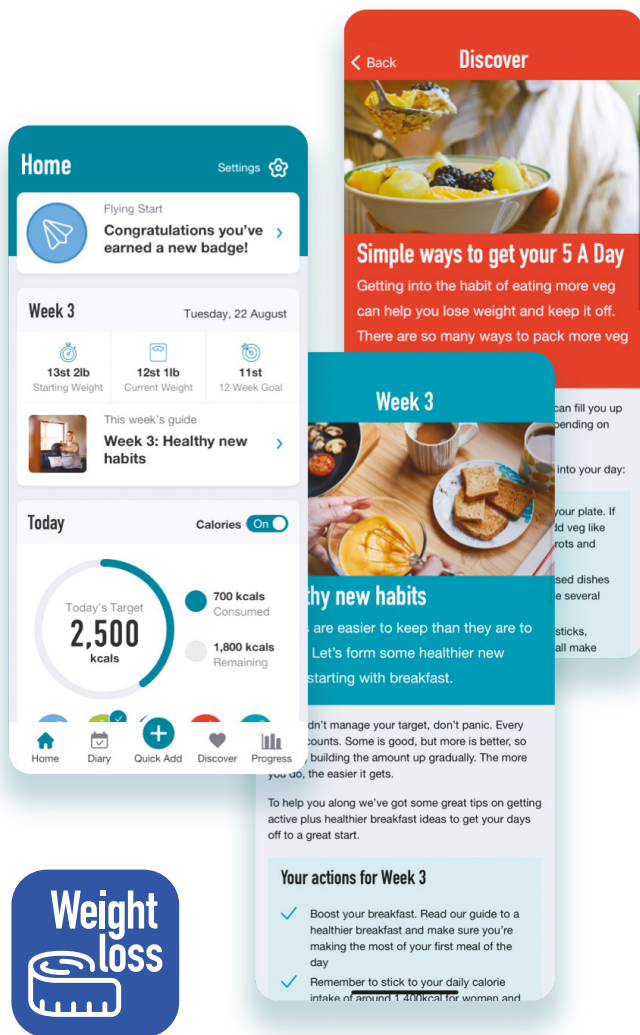 Home
Settings
Flying Start
Congratulations you’ve
earned a new badge!
Week 3
Tuesday, 22 August
13st 2lb
Starting Weight
12st 1lb
Current Weight
11st
12 Week Goal
This week’s guide
Week 3: Healthy new
habits
Today
Calories On
Today’s Target
2,500
kcals
700 kcals
Consumed
1,800 kcals
Remaining
Home
Diary
Quick Add
Discover
Progress
Back
Discover
Simple ways to get your 5 A Day
Getting into the habit of eating more veg
can help you lose weight and keep it off.
There are so many ways to pack more veg
can fill you up
on
into your day:
your plate. If
veg like
and
dishes
several
sticks,
make
Week 3
new habits
are easier to keep than they are to
Let’s form some healthier new
starting with breakfast.
manage your target, don’t panic. Every
counts. Some is good, but more is better, so
building the amount up gradually. The more
you do, the easier it gets.
To help you along we’ve got some great tips on getting
active plus healthier breakfast ideas to get your days
off to a great start.
Your actions for Week 3
Boost your breakfast. Read our guide to a
healthier breakfast and make sure you’re
making the most of your first meal of the
day
Remember to stick to your daily calorie
intake of around 1,400kcal for women and
Weight
loss